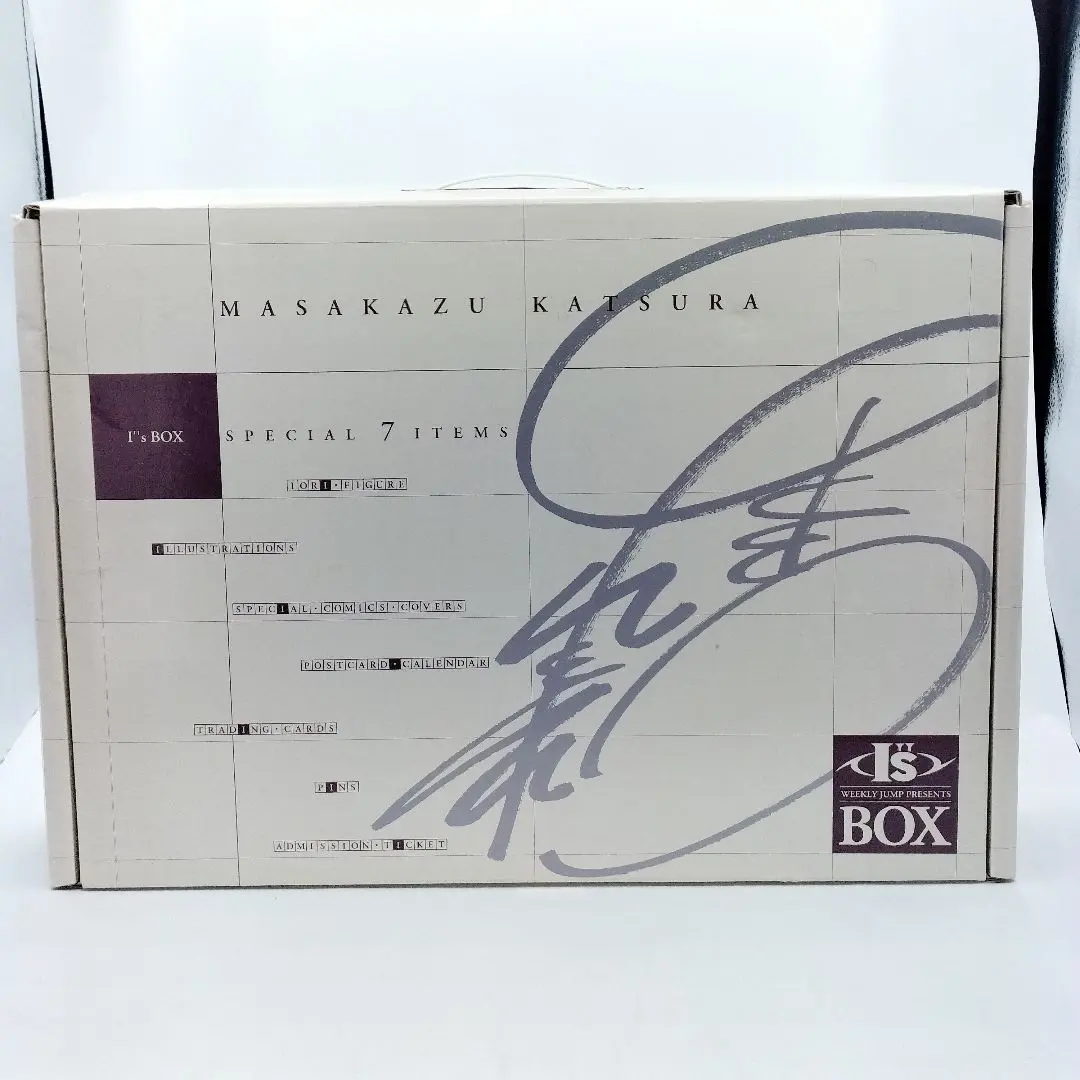 MASAKAZU KATSURA
I"s BOX
SPECIAL 7 ITEMS
IORI・FIGURE
ILLUSTRATIONS
SPECIAL・COMICS・COVERS
POSTCARD・CALENDAR
TRADING・CARDS
PINS
ADMISSION・TICKET
I"s
WEEKLY JUMP PRESENTS
BOX